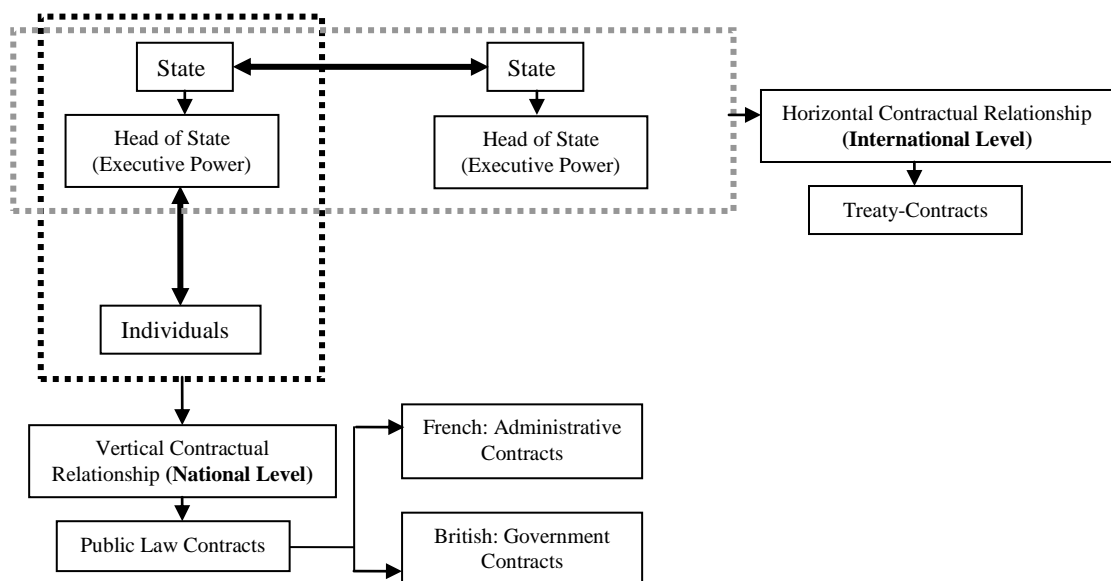 State
State
Head of State
(Executive Power)
Head of State
(Executive Power)
Horizontal Contractual Relationship
(International Level)
Treaty-Contracts
Individuals
Vertical Contractual
Relationship (National Level)
French: Administrative
Contracts
Public Law Contracts
British: Government
Contracts